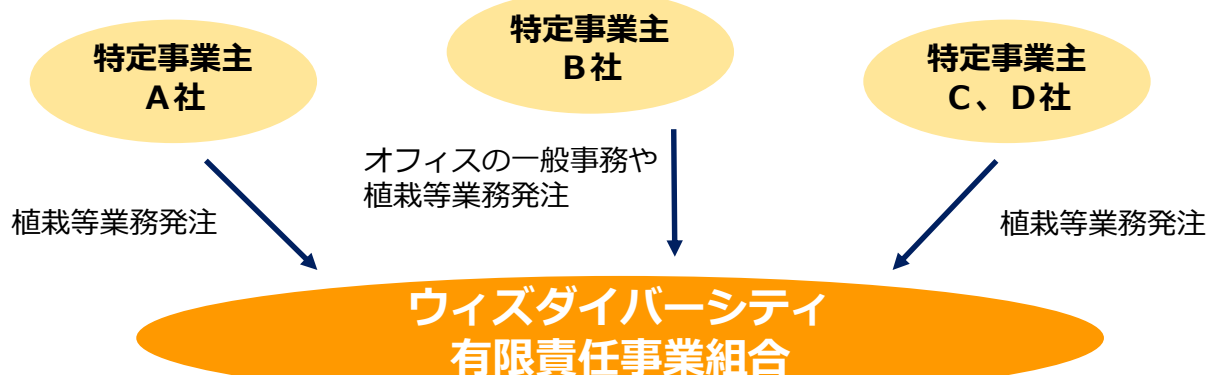 特定事業主
A社
特定事業主
B社
特定事業主
C、D社
オフィスの一般事務や
植栽等業務発注
植栽等業務発注
植栽等業務発注
ウィズダイバーシティ
有限責任事業組合